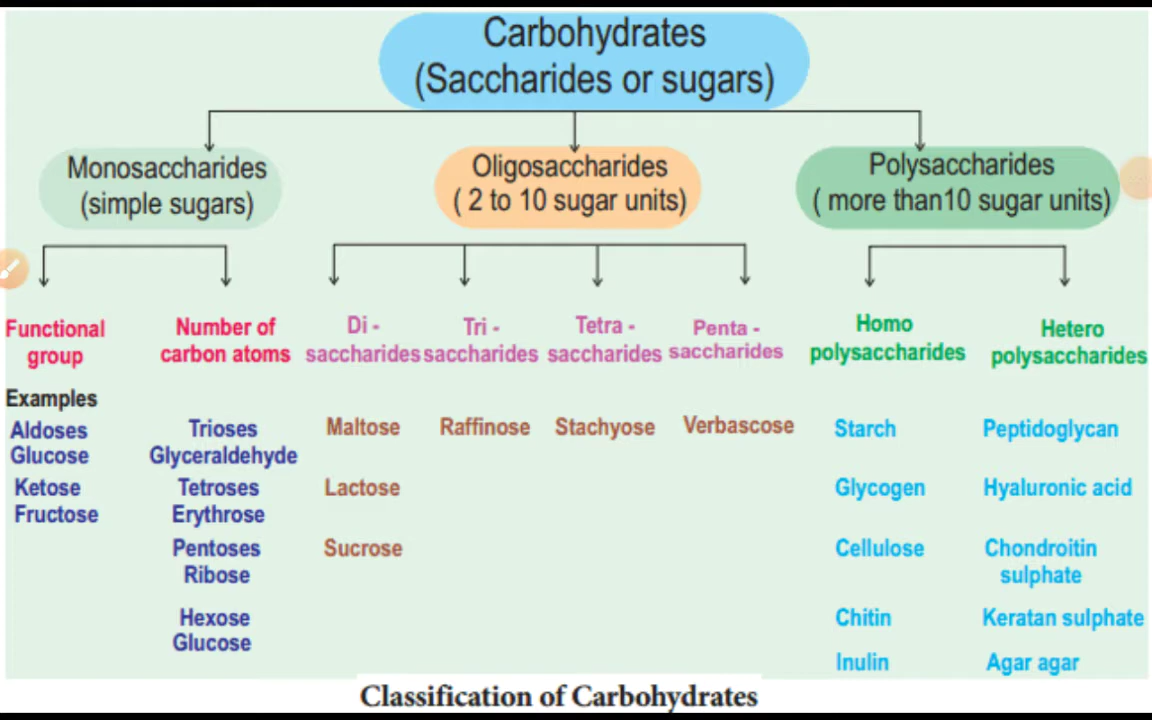 Carbohydrates
(Saccharides or sugars)
Monosaccharides
(simple sugars)
Oligosaccharides
( 2 to 10 sugar units)
Polysaccharides
( more than10 sugar units)
Functional
group
Number of
carbon atoms
Di -
saccharides
Tri -
saccharides
Tetra -
saccharides
Penta -
saccharides
Homo
polysaccharides
Hetero
polysaccharides
Examples
Aldoses
Glucose
Ketose
Fructose
Trioses
Glyceraldehyde
Tetroses
Erythrose
Pentoses
Ribose
Hexose
Glucose
Maltose
Lactose
Sucrose
Raffinose
Stachyose
Verbascose
Starch
Glycogen
Cellulose
Chitin
Inulin
Peptidoglycan
Hyaluronic acid
Chondroitin
sulphate
Keratan sulphate
Agar agar
Classification of Carbohydrates